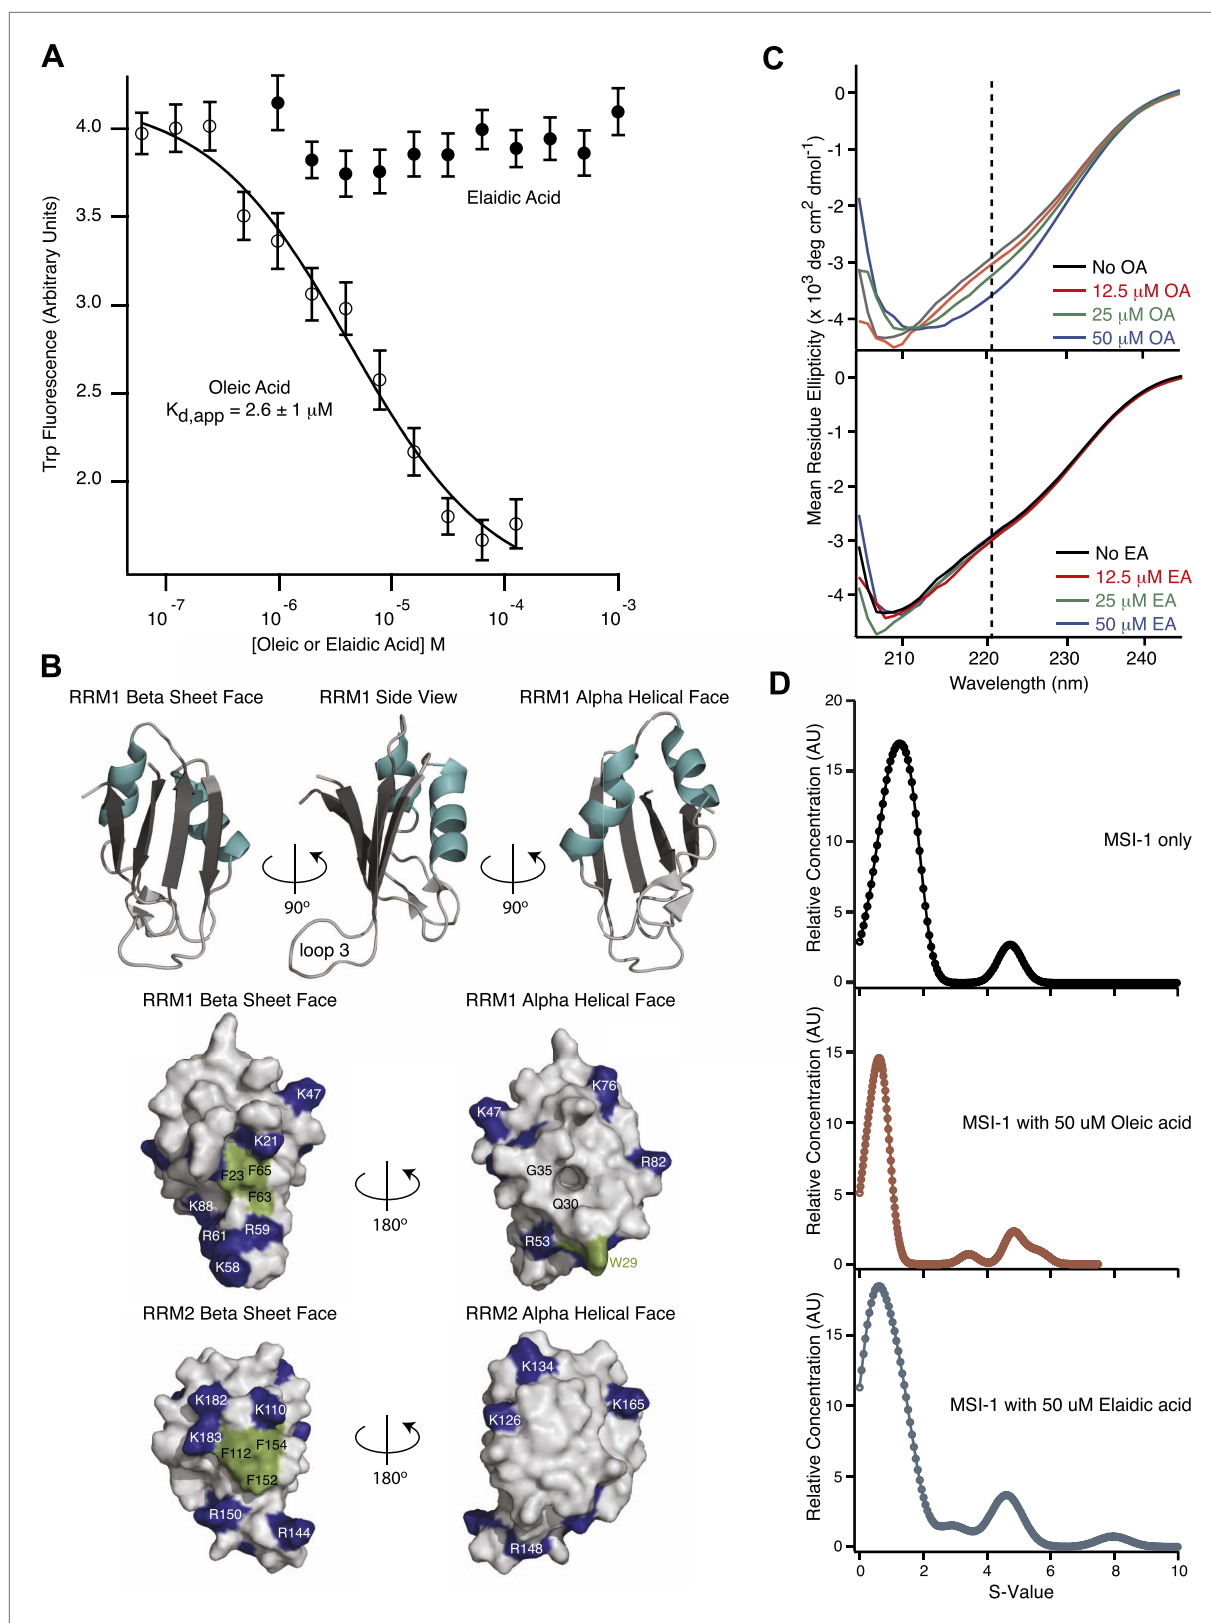 A
Trp Fluorescence (Arbitrary Units)
4.0
3.5
3.0
2.5
2.0
Elaidic Acid
Oleic Acid
Kd,app = 2.6 ± 1 μM
10-7
10-6
10-5
10-4
10-3
[Oleic or Elaidic Acid] M
B
RRM1 Beta Sheet Face
RRM1 Side View
RRM1 Alpha Helical Face
90º
90º
loop 3
RRM1 Beta Sheet Face
RRM1 Alpha Helical Face
K47
K21
F65
F23
F63
K88
R61
R59
K58
180º
K76
K47
R82
G35
Q30
R53
W29
RRM2 Beta Sheet Face
RRM2 Alpha Helical Face
K182
K110
K183
F154
F112
F152
R150
R144
180º
K134
K126
K165
R148
C
Mean Residue Ellipticity (x 10³ deg cm² dmol-1)
0
-1
-2
-3
-4
No OA
12.5 μM OA
25 μM OA
50 μM OA
0
-1
-2
-3
-4
No EA
12.5 μM EA
25 μM EA
50 μM EA
210
220
230
240
Wavelength (nm)
D
Relative Concentration (AU)
20
15
10
5
0
MSI-1 only
Relative Concentration (AU)
15
10
5
0
MSI-1 with 50 uM Oleic acid
Relative Concentration (AU)
15
10
5
0
MSI-1 with 50 uM Elaidic acid
0
2
4
6
8
10
S-Value